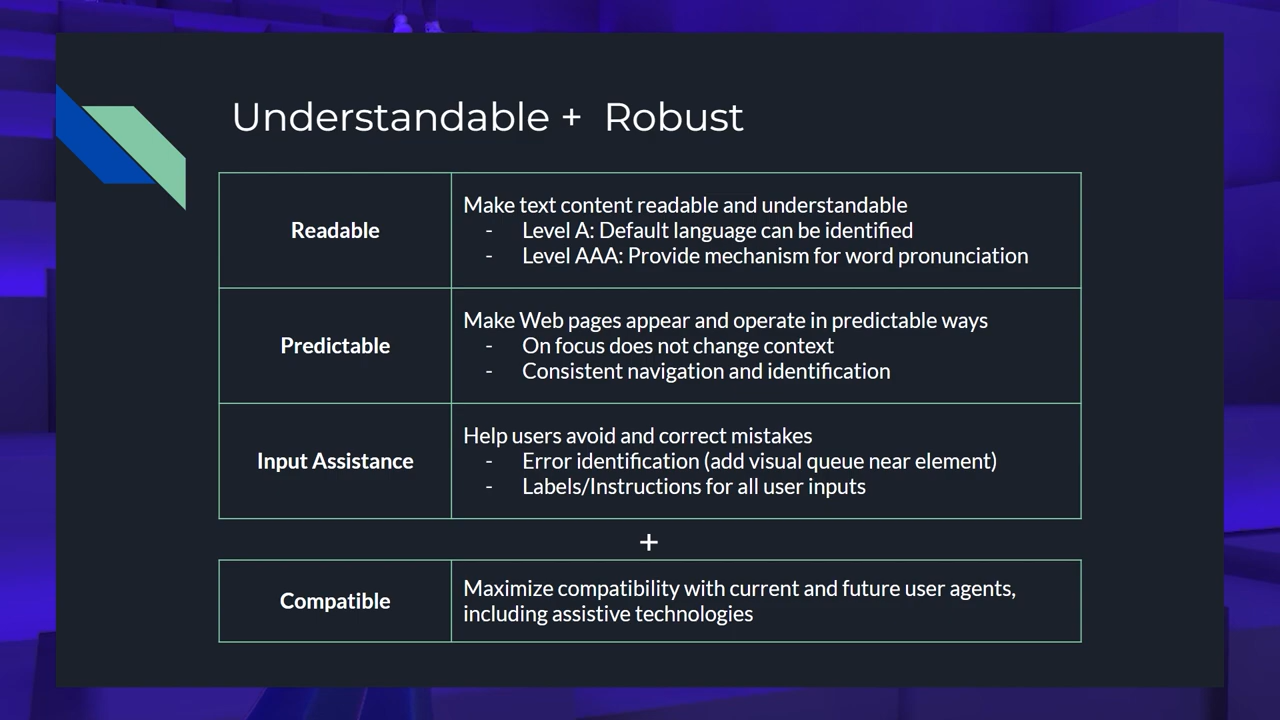 Understandable + Robust
Readable
Make text content readable and understandable
- Level A: Default language can be identified
- Level AAA: Provide mechanism for word pronunciation
Predictable
Make Web pages appear and operate in predictable ways
- On focus does not change context
- Consistent navigation and identification
Input Assistance
Help users avoid and correct mistakes
- Error identification (add visual queue near element)
- Labels/Instructions for all user inputs
+
Compatible
Maximize compatibility with current and future user agents,
including assistive technologies